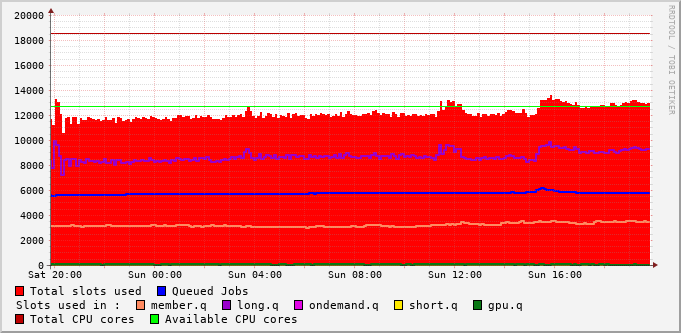 20000
18000
16000
14000
12000
10000
8000
6000
4000
2000
0
Sat 20:00 Sun 00:00 Sun 04:00 Sun 08:00 Sun 12:00 Sun 16:00
Total slots used Queued Jobs
Slots used in : member.q long.q ondemand.q short.q gpu.q
Total CPU cores Available CPU cores
RRDTOOL / TOBI OETIKER